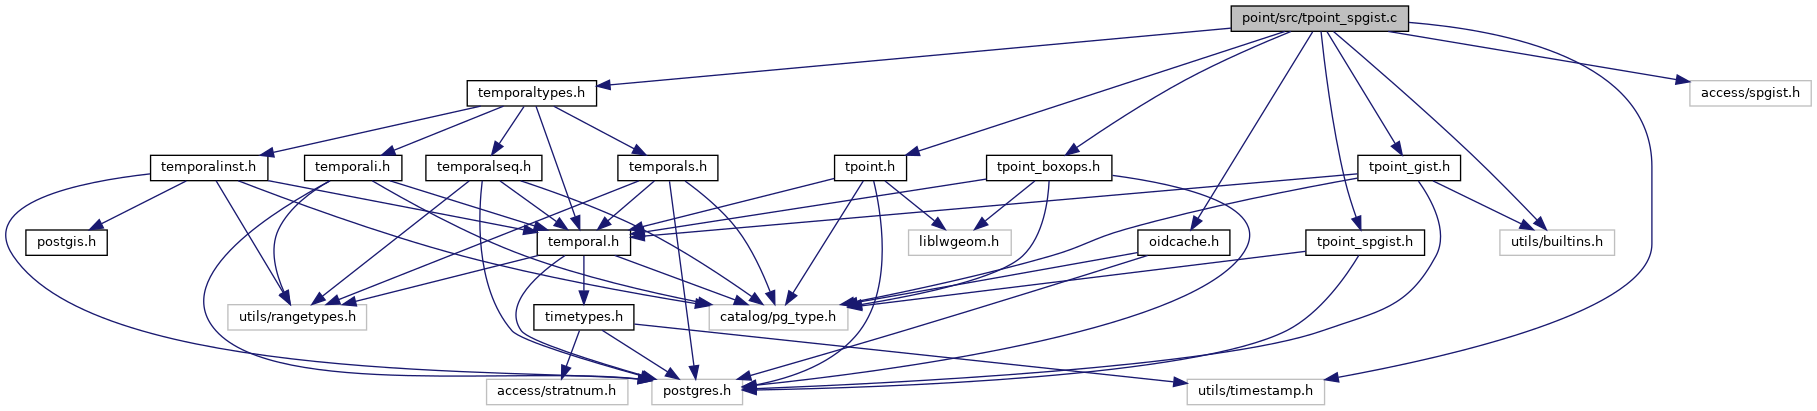 point/src/tpoint_spgist.c
temporaltypes.h
access/spgist.h
temporalinst.h
temporali.h
temporalseq.h
temporals.h
tpoint.h
tpoint_boxops.h
tpoint_gist.h
postgis.h
temporal.h
liblwgeom.h
oidcache.h
tpoint_spgist.h
utils/builtins.h
utils/rangetypes.h
timetypes.h
catalog/pg_type.h
access/stratnum.h
postgres.h
utils/timestamp.h